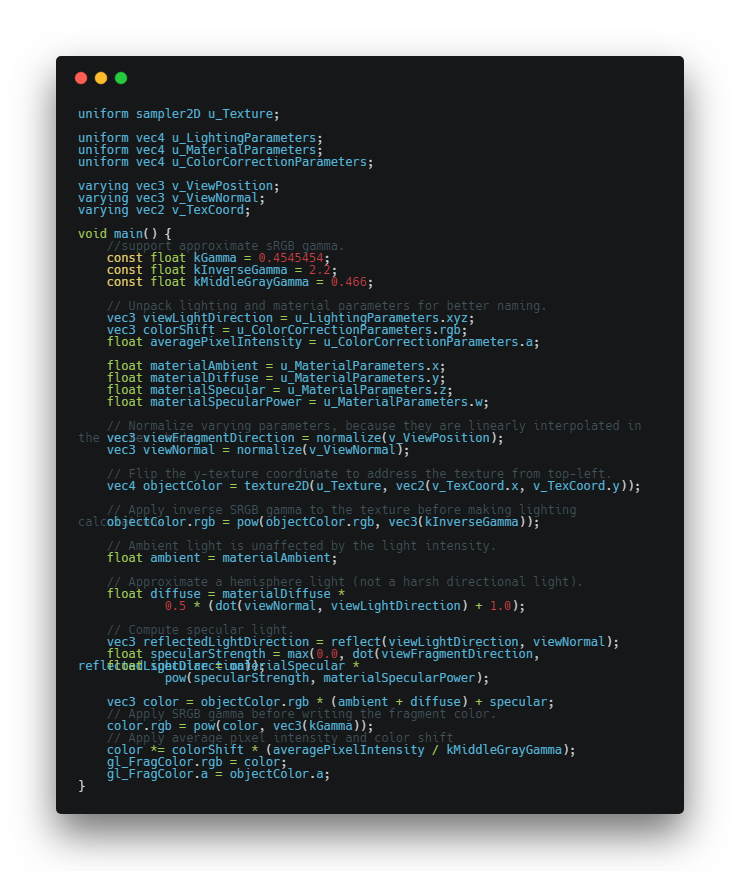 uniform sampler2D u_Texture;
uniform vec4 u_LightingParameters;
uniform vec4 u_MaterialParameters;
uniform vec4 u_ColorCorrectionParameters;
varying vec3 v_ViewPosition;
varying vec3 v_ViewNormal;
varying vec2 v_TexCoord;
void main() {
//support approximate sRGB gamma.
const float kGamma = 0.4545454;
const float kInverseGamma = 2.2;
const float kMiddleGrayGamma = 0.466;
// Unpack lighting and material parameters for better naming.
vec3 viewLightDirection = u_LightingParameters.xyz;
vec3 colorShift = u_ColorCorrectionParameters.rgb;
float averagePixelIntensity = u_ColorCorrectionParameters.a;
float materialAmbient = u_MaterialParameters.x;
float materialDiffuse = u_MaterialParameters.y;
float materialSpecular = u_MaterialParameters.z;
float materialSpecularPower = u_MaterialParameters.w;
// Normalize varying parameters, because they are linearly interpolated in
the
vec3 viewFragmentDirection = normalize(v_ViewPosition);
vec3 viewNormal = normalize(v_ViewNormal);
// Flip the y-texture coordinate to address the texture from top-left.
vec4 objectColor = texture2D(u_Texture, vec2(v_TexCoord.x, v_TexCoord.y));
// Apply inverse SRGB gamma to the texture before making lighting
objectColor.rgb = pow(objectColor.rgb, vec3(kInverseGamma));
// Ambient light is unaffected by the light intensity.
float ambient = materialAmbient;
// Approximate a hemisphere light (not a harsh directional light).
float diffuse = materialDiffuse *
0.5 * (dot(viewNormal, viewLightDirection) + 1.0);
// Compute specular light.
vec3 reflectedLightDirection = reflect(viewLightDirection, viewNormal);
float specularStrength = max(0.0, dot(viewFragmentDirection,
reflectedLightDirection));
float specular = materialSpecular *
pow(specularStrength, materialSpecularPower);
vec3 color = objectColor.rgb * (ambient + diffuse) + specular;
// Apply SRGB gamma before writing the fragment color.
color.rgb = pow(color, vec3(kGamma));
// Apply average pixel intensity and color shift
color *= colorShift * (averagePixelIntensity / kMiddleGrayGamma);
gl_FragColor.rgb = color;
gl_FragColor.a = objectColor.a;
}